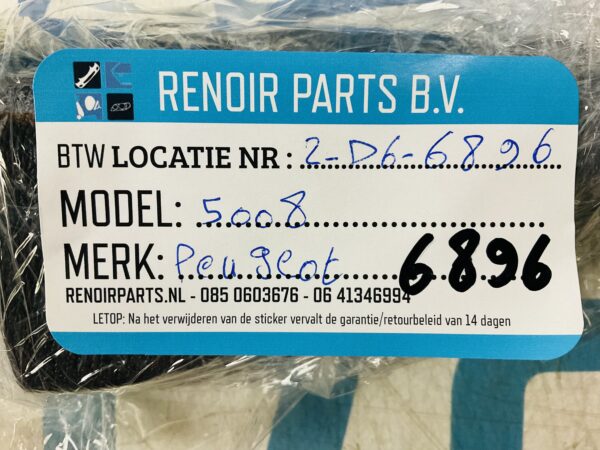 RENOIR PARTS B.V.
BTW LOCATIE NR : 2-D6-6896
MODEL: 5008
MERK: Peugeot 6896
RENOIRPARTS.NL - 085 0603676 - 06 41346994
LETOP: Na het verwijderen van de sticker vervalt de garantie/retourbeleid van 14 dagen